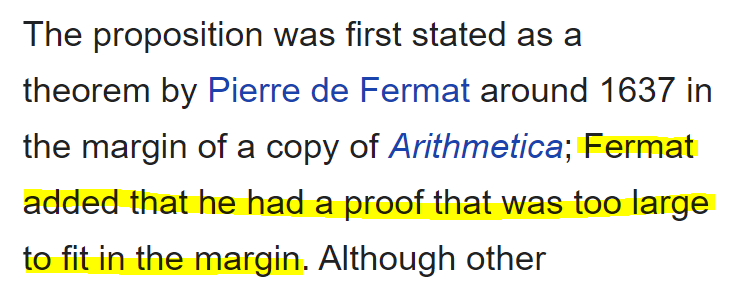 The proposition was first stated as a
theorem by Pierre de Fermat around 1637 in
the margin of a copy of Arithmetica; Fermat
added that he had a proof that was too large
to fit in the margin. Although other